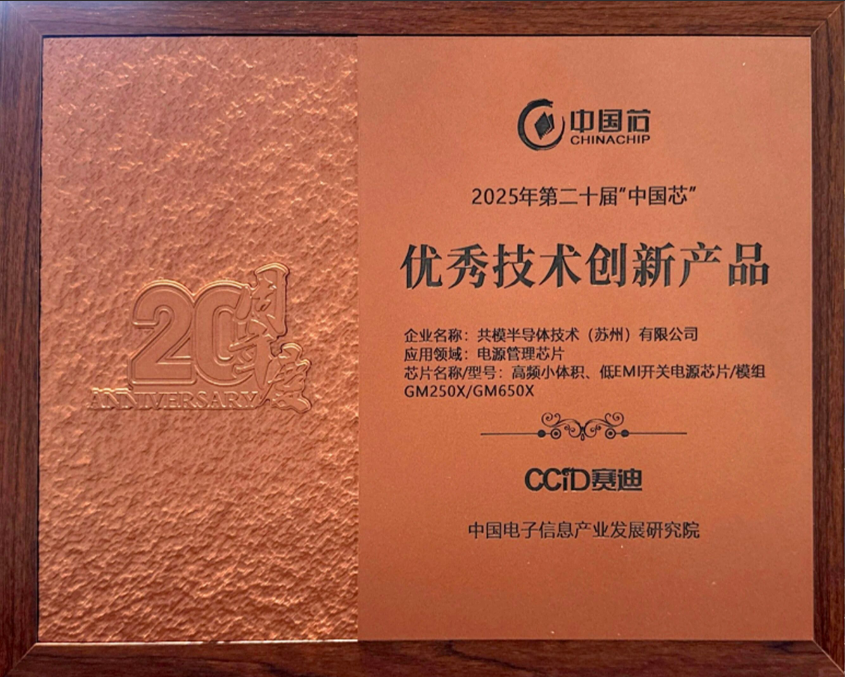 20周年度
ANNIVERSARY
中国芯
CHINACHIP
2025年第二十届“中国芯”
优秀技术创新产品
企业名称：共模半导体技术（苏州）有限公司
应用领域：电源管理芯片
芯片名称/型号：高频小体积、低EMI开关电源芯片/模组
GM250X/GM650X
CCID赛迪
中国电子信息产业发展研究院